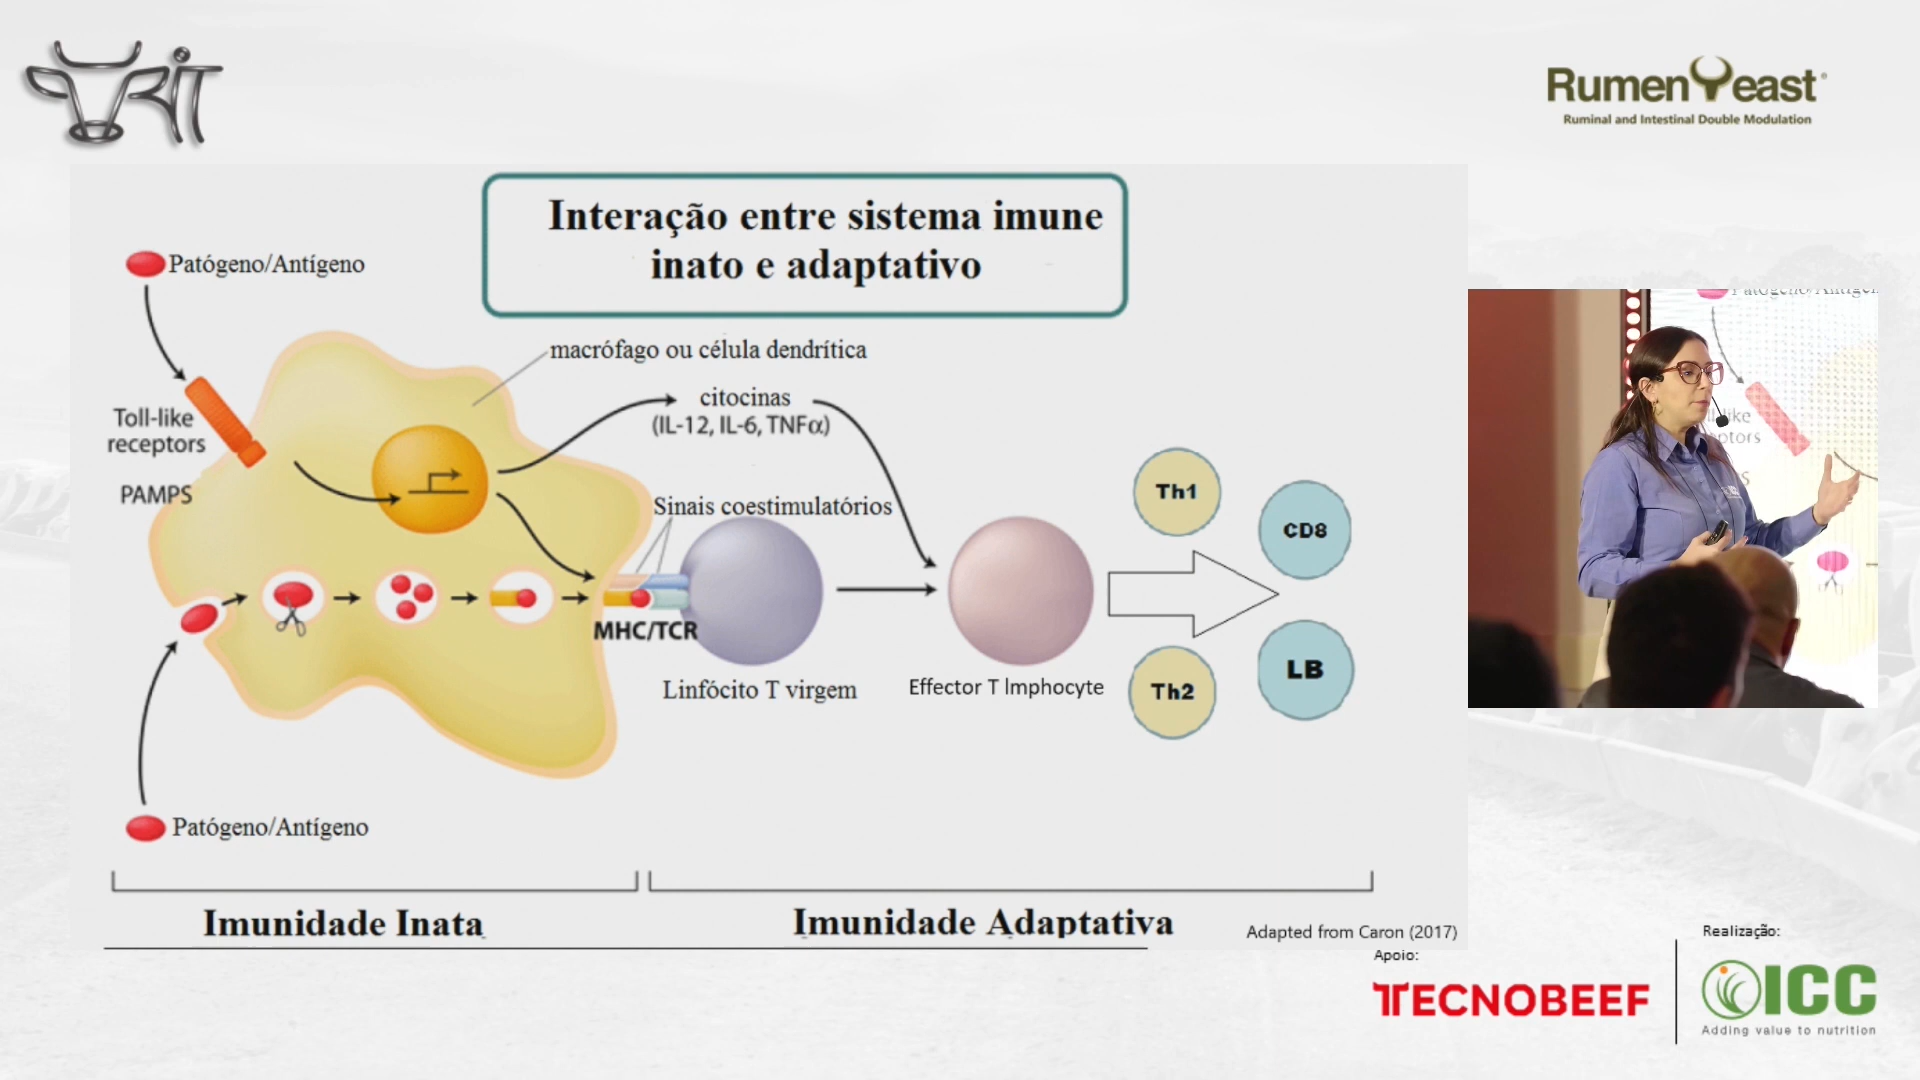 RIT
RumenYeast®
Ruminal and Intestinal Double Modulation
Interação entre sistema imune
inato e adaptativo
Patógeno/Antígeno
macrófago ou célula dendrítica
citocinas
(IL-12, IL-6, TNFα)
Toll-like
receptors
PAMPS
Sinais coestimulatórios
Th1
CD8
MHC/TCR
Linfócito T virgem
Effector T lmphocyte
Th2
LB
Patógeno/Antígeno
Imunidade Inata
Imunidade Adaptativa
Adapted from Caron (2017)
Apoio:
TECNOBEEF
Realização:
ICC
Adding value to nutrition
Patógeno/Antígen